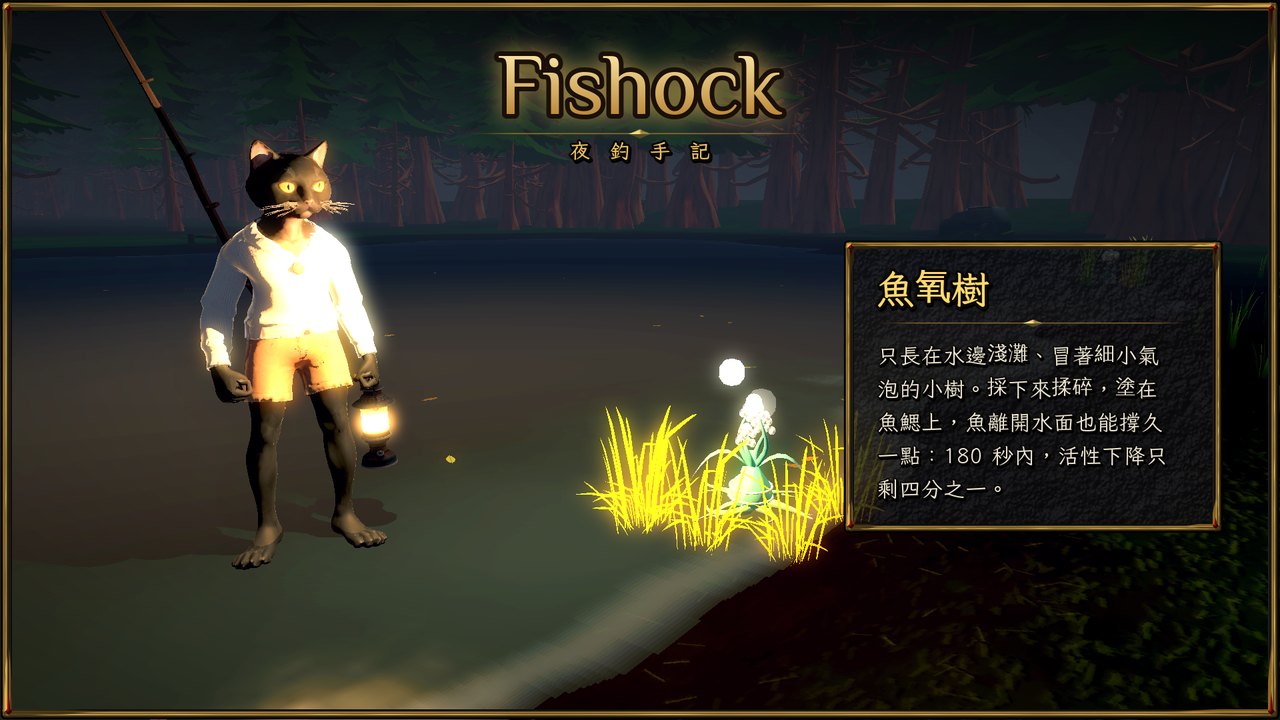 Fishock
夜釣手記
魚氧樹
只長在水邊淺灘、冒著細小氣
泡的小樹。採下來揉碎，塗在
魚鰓上，魚離開水面也能撐久
一點：180 秒內，活性下降只
剩四分之一。